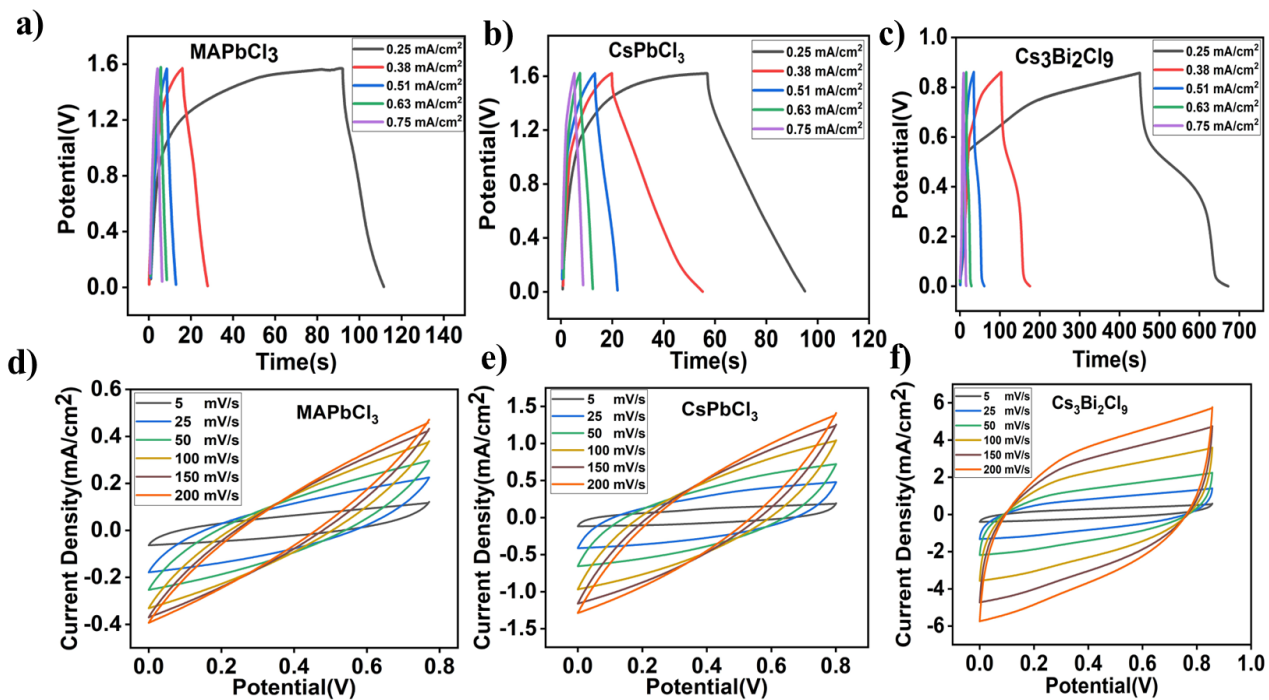 a)
MAPbCl3
0.25 mA/cm2
0.38 mA/cm2
0.51 mA/cm2
0.63 mA/cm2
0.75 mA/cm2
Potential(V)
1.6
1.2
0.8
0.4
0.0
0 20 40 60 80 100 120 140
Time(s)
b)
CsPbCl3
0.25 mA/cm2
0.38 mA/cm2
0.51 mA/cm2
0.63 mA/cm2
0.75 mA/cm2
Potential(V)
1.6
1.2
0.8
0.4
0.0
0 20 40 60 80 100 120
Time(s)
c)
Cs3Bi2Cl9
0.25 mA/cm2
0.38 mA/cm2
0.51 mA/cm2
0.63 mA/cm2
0.75 mA/cm2
Potential(V)
1.0
0.8
0.6
0.4
0.2
0.0
0 100 200 300 400 500 600 700
Time(s)
d)
5 mV/s
25 mV/s
50 mV/s
100 mV/s
150 mV/s
200 mV/s
MAPbCl3
Current Density(mA/cm2)
0.6
0.4
0.2
0.0
-0.2
-0.4
0.0 0.2 0.4 0.6 0.8
Potential(V)
e)
5 mV/s
25 mV/s
50 mV/s
100 mV/s
150 mV/s
200 mV/s
CsPbCl3
Current Density(mA/cm2)
1.5
1.0
0.5
0.0
-0.5
-1.0
-1.5
0.0 0.2 0.4 0.6 0.8
Potential(V)
f)
5 mV/s
25 mV/s
50 mV/s
100 mV/s
150 mV/s
200 mV/s
Cs3Bi2Cl9
Current Density(mA/cm2)
6
4
2
0
-2
-4
-6
0.0 0.2 0.4 0.6 0.8 1.0
Potential(V)